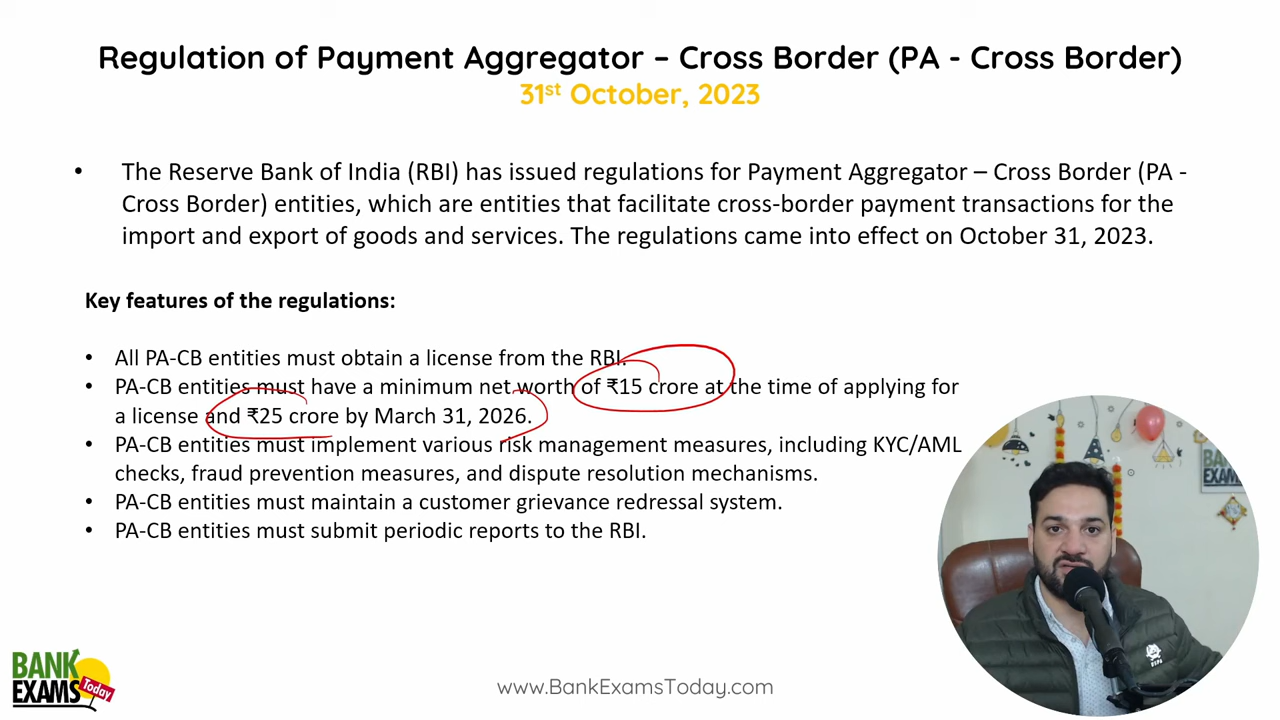 Regulation of Payment Aggregator – Cross Border (PA - Cross Border)
31st October, 2023
• The Reserve Bank of India (RBI) has issued regulations for Payment Aggregator – Cross Border (PA -
Cross Border) entities, which are entities that facilitate cross-border payment transactions for the
import and export of goods and services. The regulations came into effect on October 31, 2023.
Key features of the regulations:
• All PA-CB entities must obtain a license from the RBI.
• PA-CB entities must have a minimum net worth of ₹15 crore at the time of applying for
a license and ₹25 crore by March 31, 2026.
• PA-CB entities must implement various risk management measures, including KYC/AML
checks, fraud prevention measures, and dispute resolution mechanisms.
• PA-CB entities must maintain a customer grievance redressal system.
• PA-CB entities must submit periodic reports to the RBI.
BANK
EXAMS
Today
www.BankExamsToday.com